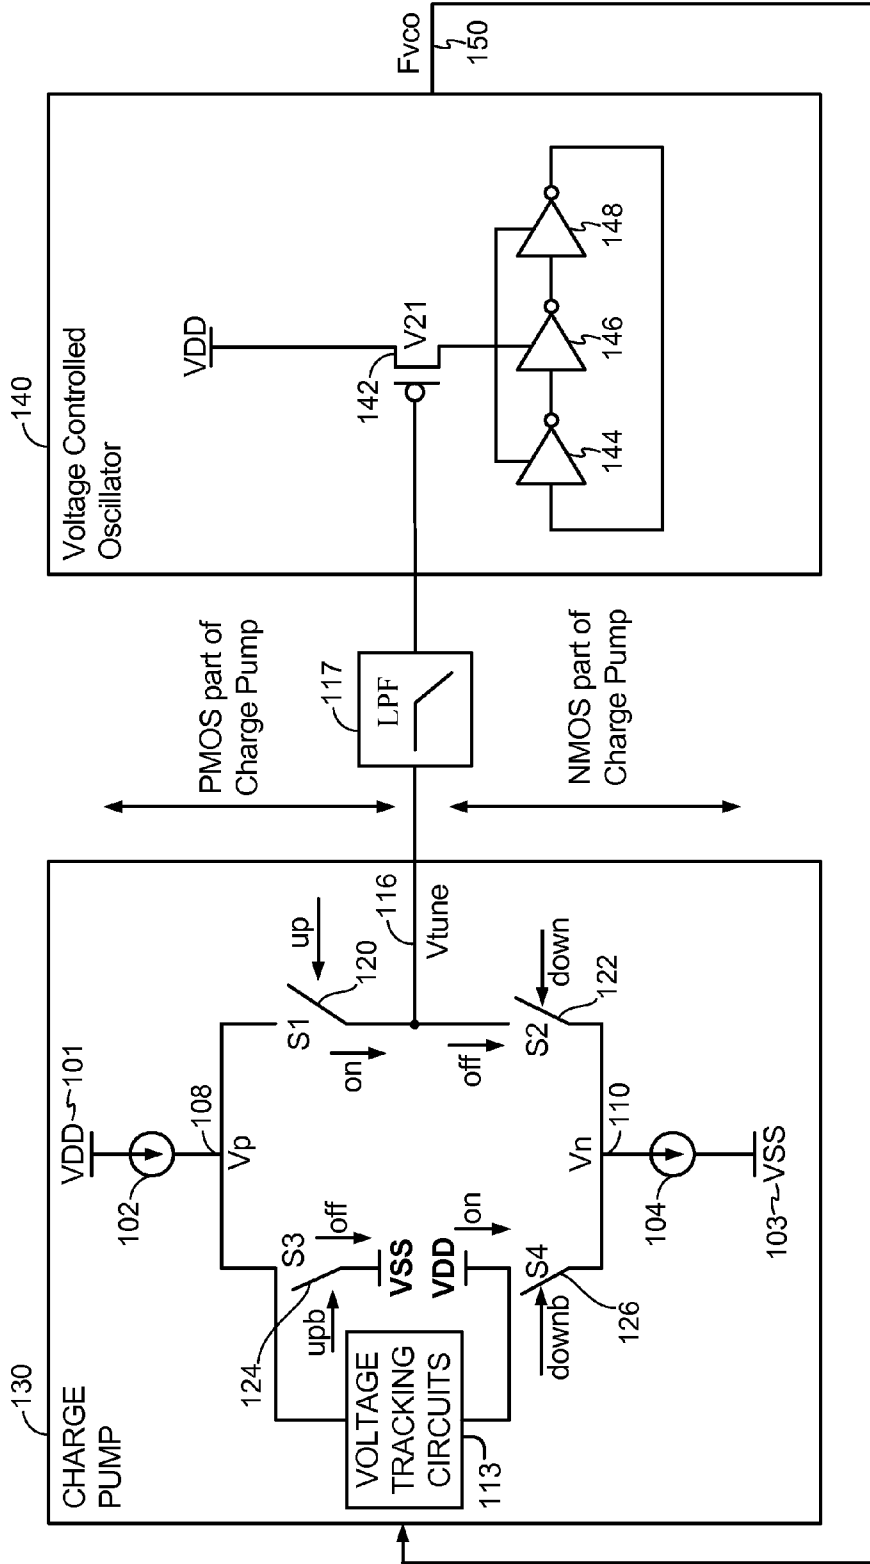 130
CHARGE
PUMP
VDD
101
102
108
Vp
S3
off
124
upb
VSS
VDD
on
VOLTAGE
TRACKING
CIRCUITS
113
S4
downb
126
Vn
110
104
103
VSS
S1
up
120
on
116
Vtune
off
S2
down
122
PMOS part of
Charge Pump
117
LPF
NMOS part of
Charge Pump
140
Voltage Controlled
Oscillator
VDD
142
V21
144
146
148
Fvco
150